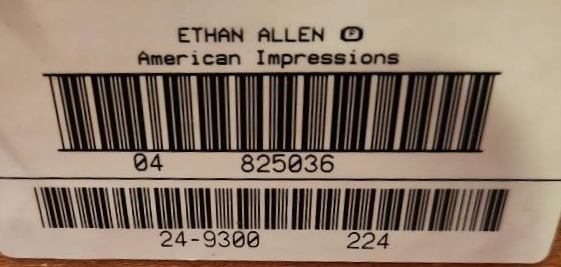 ETHAN ALLEN Ⓟ
American Impressions
04 825036
24-9300 224